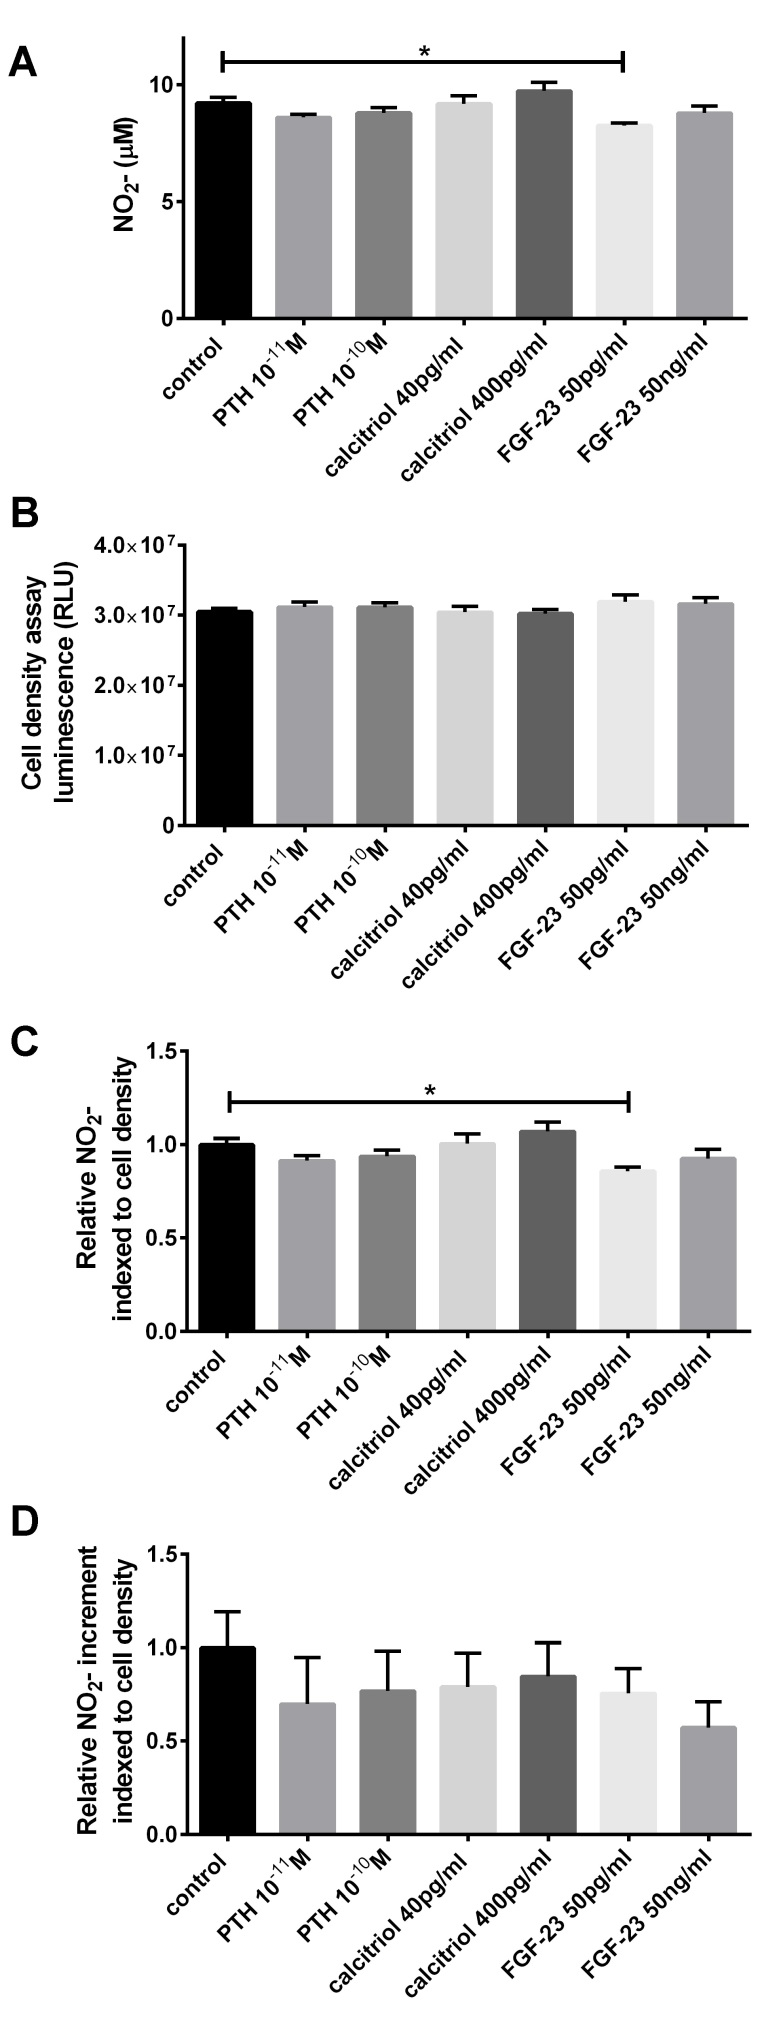 A
*
NO₂- (µM)
10
5
0
control
PTH 10⁻¹¹M
PTH 10⁻¹⁰M
calcitriol 40pg/ml
calcitriol 400pg/ml
FGF-23 50pg/ml
FGF-23 50ng/ml
B
Cell density assay
luminescence (RLU)
4.0×10⁷
3.0×10⁷
2.0×10⁷
1.0×10⁷
0
control
PTH 10⁻¹¹M
PTH 10⁻¹⁰M
calcitriol 40pg/ml
calcitriol 400pg/ml
FGF-23 50pg/ml
FGF-23 50ng/ml
C
*
Relative NO₂-
indexed to cell density
1.5
1.0
0.5
0.0
control
PTH 10⁻¹¹M
PTH 10⁻¹⁰M
calcitriol 40pg/ml
calcitriol 400pg/ml
FGF-23 50pg/ml
FGF-23 50ng/ml
D
Relative NO₂- increment
indexed to cell density
1.5
1.0
0.5
0.0
control
PTH 10⁻¹¹M
PTH 10⁻¹⁰M
calcitriol 40pg/ml
calcitriol 400pg/ml
FGF-23 50pg/ml
FGF-23 50ng/ml